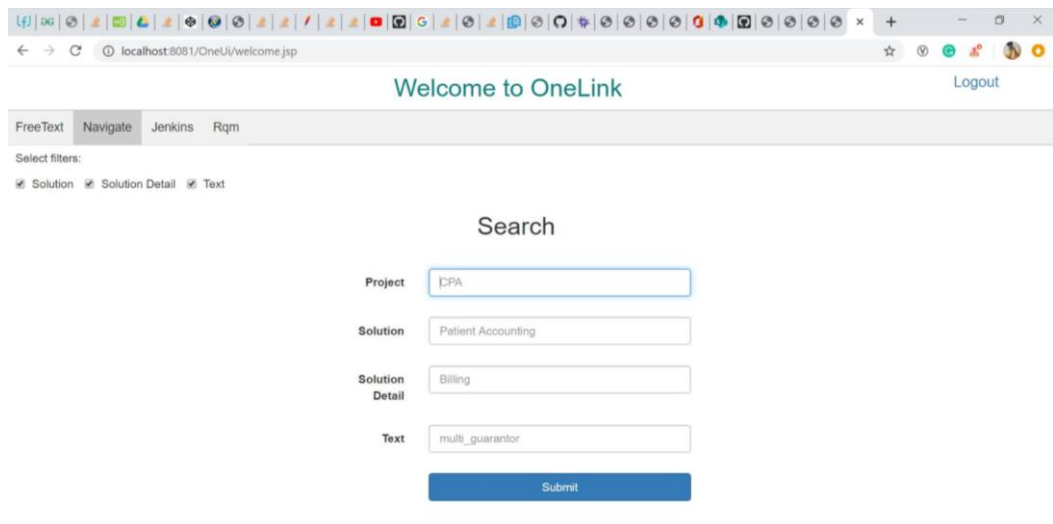 localhost:8081/OneUi/welcome.jsp
Welcome to OneLink
Logout
FreeText Navigate Jenkins Rqm
Select filters:
Solution Solution Detail Text
Search
Project CPA
Solution Patient Accounting
Solution Billing
Detail
Text multi_guarantor
Submit